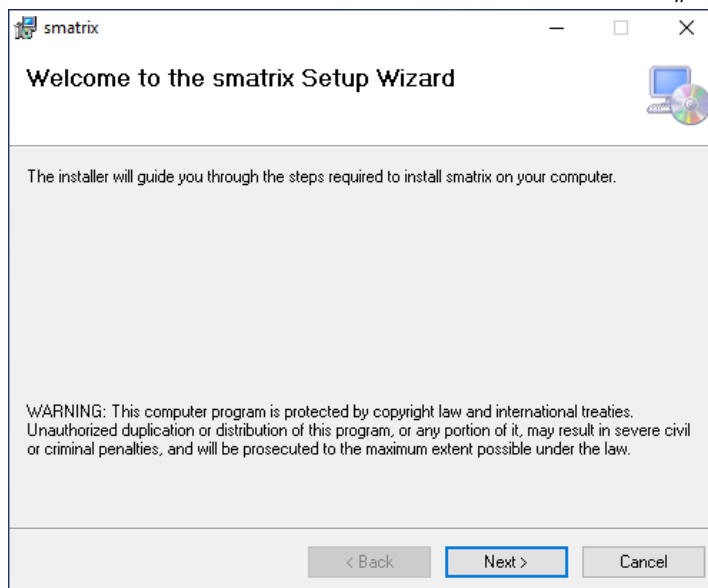 smatrix
Welcome to the smatrix Setup Wizard
The installer will guide you through the steps required to install smatrix on your computer.
WARNING: This computer program is protected by copyright law and international treaties.
Unauthorized duplication or distribution of this program, or any portion of it, may result in severe civil
or criminal penalties, and will be prosecuted to the maximum extent possible under the law.
< Back
Next >
Cancel